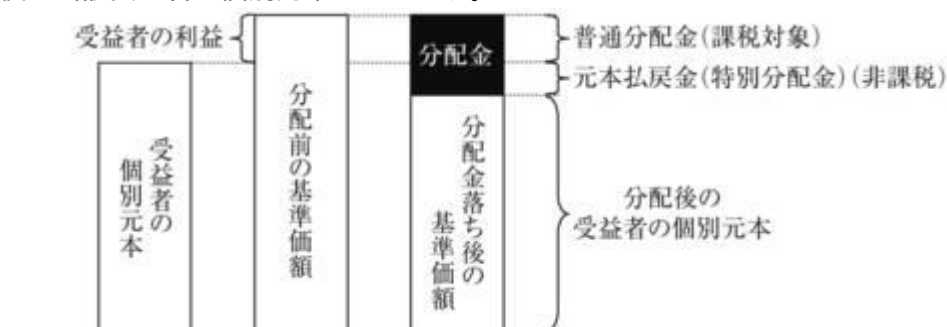 受益者の利益
分配金
普通分配金(課税対象)
元本払戻金(特別分配金)(非課税)
受益者の
個別元本
分配前の基準価額
分配金落ち後の
基準価額
分配後の
受益者の個別元本